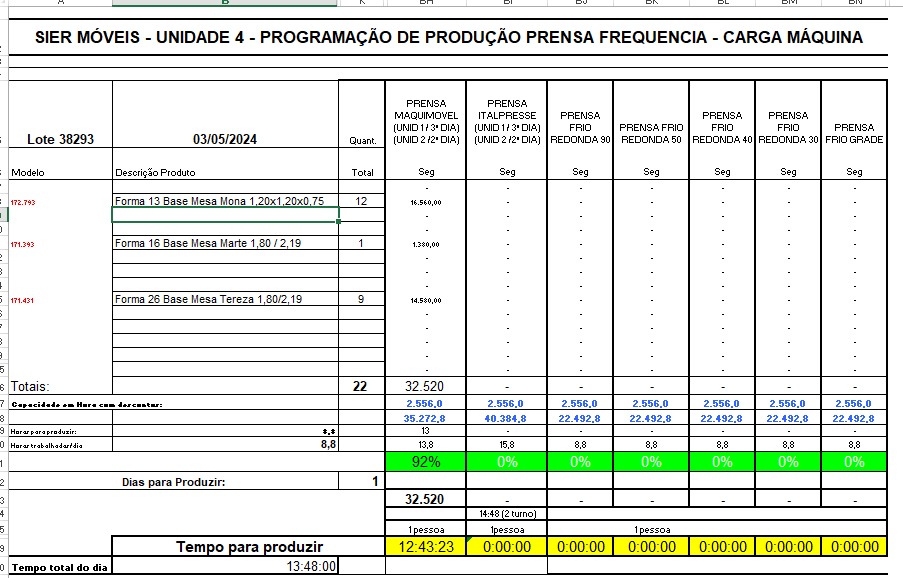 A B K BH BI BJ BK BL BM BN
SIER MÓVEIS - UNIDADE 4 - PROGRAMAÇÃO DE PRODUÇÃO PRENSA FREQUENCIA - CARGA MÁQUINA
Lote 38293 03/05/2024 Quant. PRENSA MAQUIMOVEL (UNID 1 / 3ª DIA) (UNID 2 /2ª DIA) PRENSA ITALPRESSE (UNID 1 / 3ª DIA) (UNID 2 /2ª DIA) PRENSA FRIO REDONDA 90 PRENSA FRIO REDONDA 50 PRENSA FRIO REDONDA 40 PRENSA FRIO REDONDA 30 PRENSA FRIO GRADE
Modelo Descrição Produto Total Seg Seg Seg Seg Seg Seg Seg
- - - - - - -
172.793 Forma 13 Base Mesa Mona 1,20x1,20x0,75 12 16.560,00 - - - - - -
- - - - - - -
- - - - - - -
171.393 Forma 16 Base Mesa Marte 1,80 / 2,19 1 1.380,00 - - - - - -
- - - - - - -
- - - - - - -
- - - - - - -
171.431 Forma 26 Base Mesa Tereza 1,80/2,19 9 14.580,00 - - - - - -
- - - - - - -
- - - - - - -
- - - - - - -
- - - - - - -
- - - - - - -
Totais: 22 32.520 - - - - - -
Capacidade em Hora com descontos: 2.556,0 2.556,0 2.556,0 2.556,0 2.556,0 2.556,0 2.556,0
35.272,8 40.384,8 22.492,8 22.492,8 22.492,8 22.492,8 22.492,8
Horas para produzir: 8,8 13 - - - - - -
Horas trabalhadas/dia 8,8 13,8 15,8 8,8 8,8 8,8 8,8 8,8
92% 0% 0% 0% 0% 0% 0%
Dias para Produzir: 1
32.520 - - - - - -
14:48 (2 turno)
1 pessoa 1 pessoa 1 pessoa
Tempo para produzir 12:43:23 0:00:00 0:00:00 0:00:00 0:00:00 0:00:00 0:00:00
Tempo total do dia 13:48:00